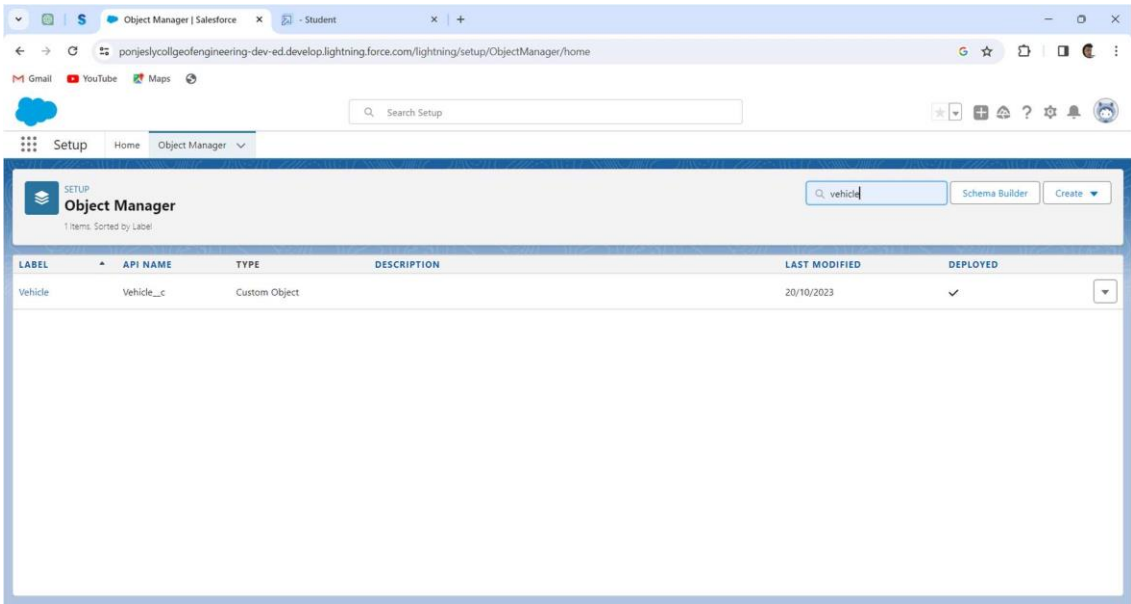 Object Manager | Salesforce
- Student
ponjeslycollgeofengineering-dev-ed.develop.lightning.force.com/lightning/setup/ObjectManager/home
Gmail YouTube Maps
Search Setup
Setup Home Object Manager
SETUP
Object Manager
1 Items. Sorted by Label
vehicle Schema Builder Create
LABEL API NAME TYPE DESCRIPTION LAST MODIFIED DEPLOYED
Vehicle Vehicle__c Custom Object 20/10/2023